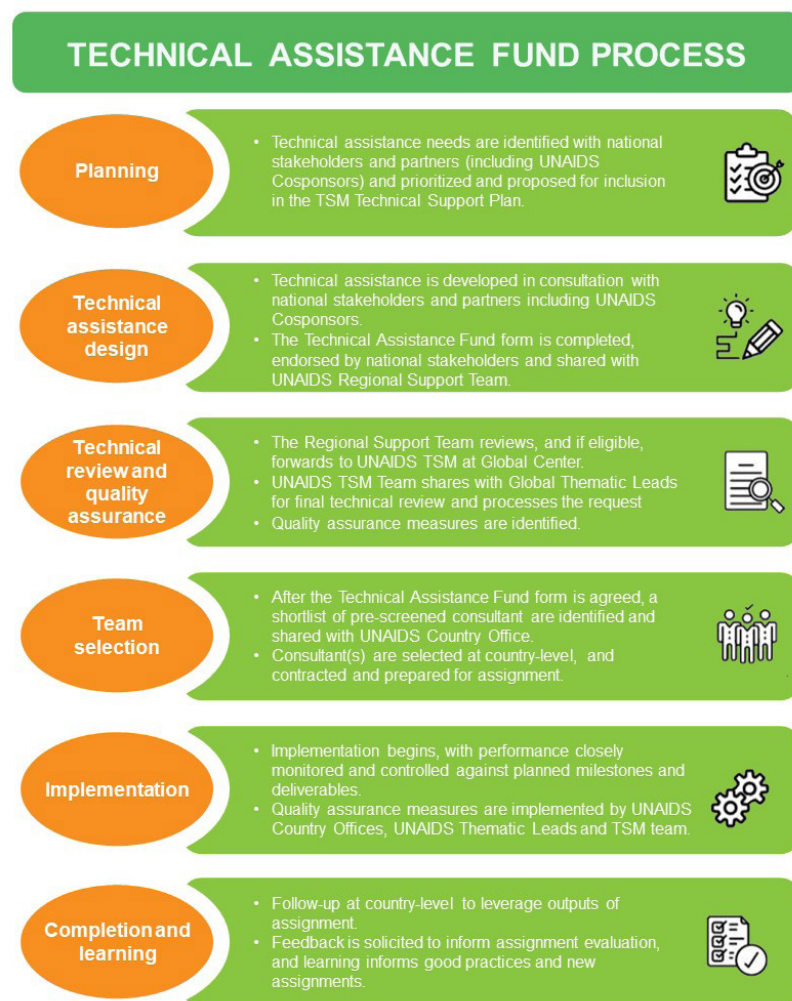 TECHNICAL ASSISTANCE FUND PROCESS
Planning
• Technical assistance needs are identified with national
stakeholders and partners (including UNAIDS
Cosponsors) and prioritized and proposed for inclusion
in the TSM Technical Support Plan.
Technical
assistance
design
• Technical assistance is developed in consultation with
national stakeholders and partners including UNAIDS
Cosponsors.
• The Technical Assistance Fund form is completed,
endorsed by national stakeholders and shared with
UNAIDS Regional Support Team.
Technical
review and
quality
assurance
• The Regional Support Team reviews, and if eligible,
forwards to UNAIDS TSM at Global Center.
• UNAIDS TSM Team shares with Global Thematic Leads
for final technical review and processes the request
• Quality assurance measures are identified.
Team
selection
• After the Technical Assistance Fund form is agreed, a
shortlist of pre-screened consultant are identified and
shared with UNAIDS Country Office.
• Consultant(s) are selected at country-level, and
contracted and prepared for assignment.
Implementation
• Implementation begins, with performance closely
monitored and controlled against planned milestones and
deliverables.
• Quality assurance measures are implemented by UNAIDS
Country Offices, UNAIDS Thematic Leads and TSM team.
Completion and
learning
• Follow-up at country-level to leverage outputs of
assignment.
• Feedback is solicited to inform assignment evaluation,
and learning informs good practices and new
assignments.